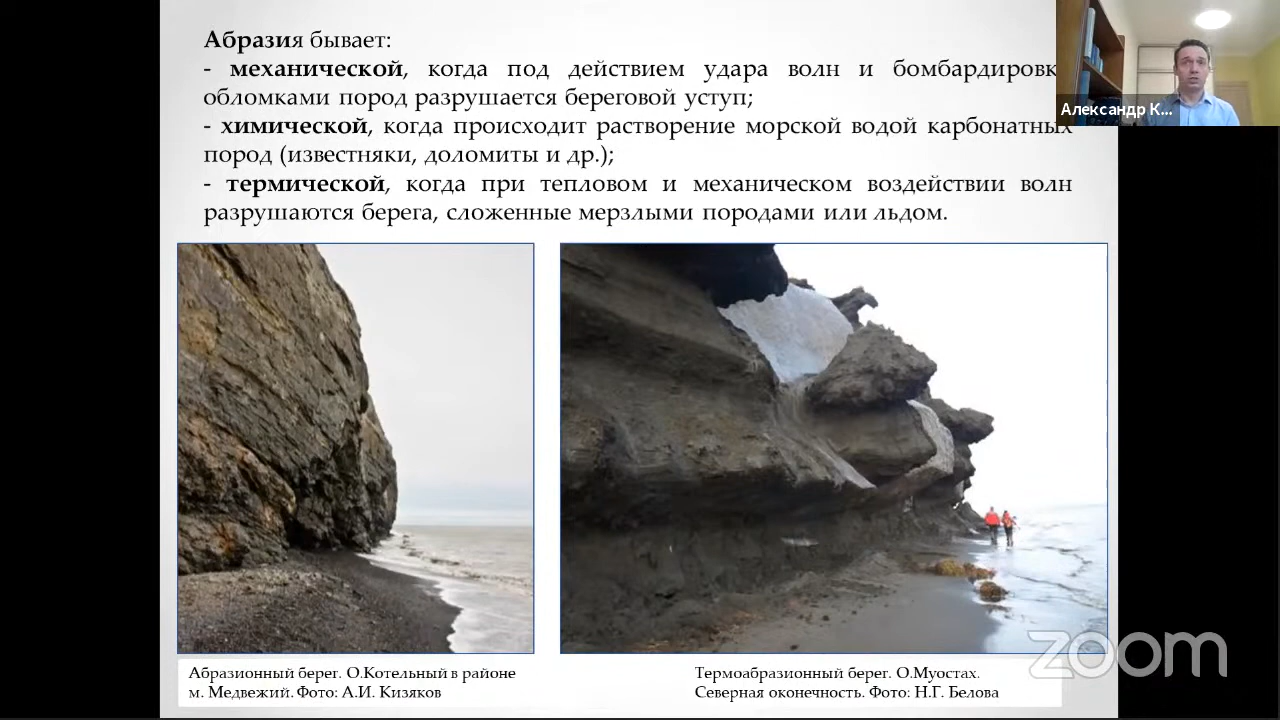 Абразия бывает:
- механической, когда под действием удара волн и бомбардировк
обломками пород разрушается береговой уступ;
- химической, когда происходит растворение морской водой карбонатных
пород (известняки, доломиты и др.);
- термической, когда при тепловом и механическом воздействии волн
разрушаются берега, сложенные мерзлыми породами или льдом.
Александр К...
Абразионный берег. О.Котельный в районе
м. Медвежий. Фото: А.И. Кизяков
Термоабразионный берег. О.Муостах.
Северная оконечность. Фото: Н.Г. Белова
zoom